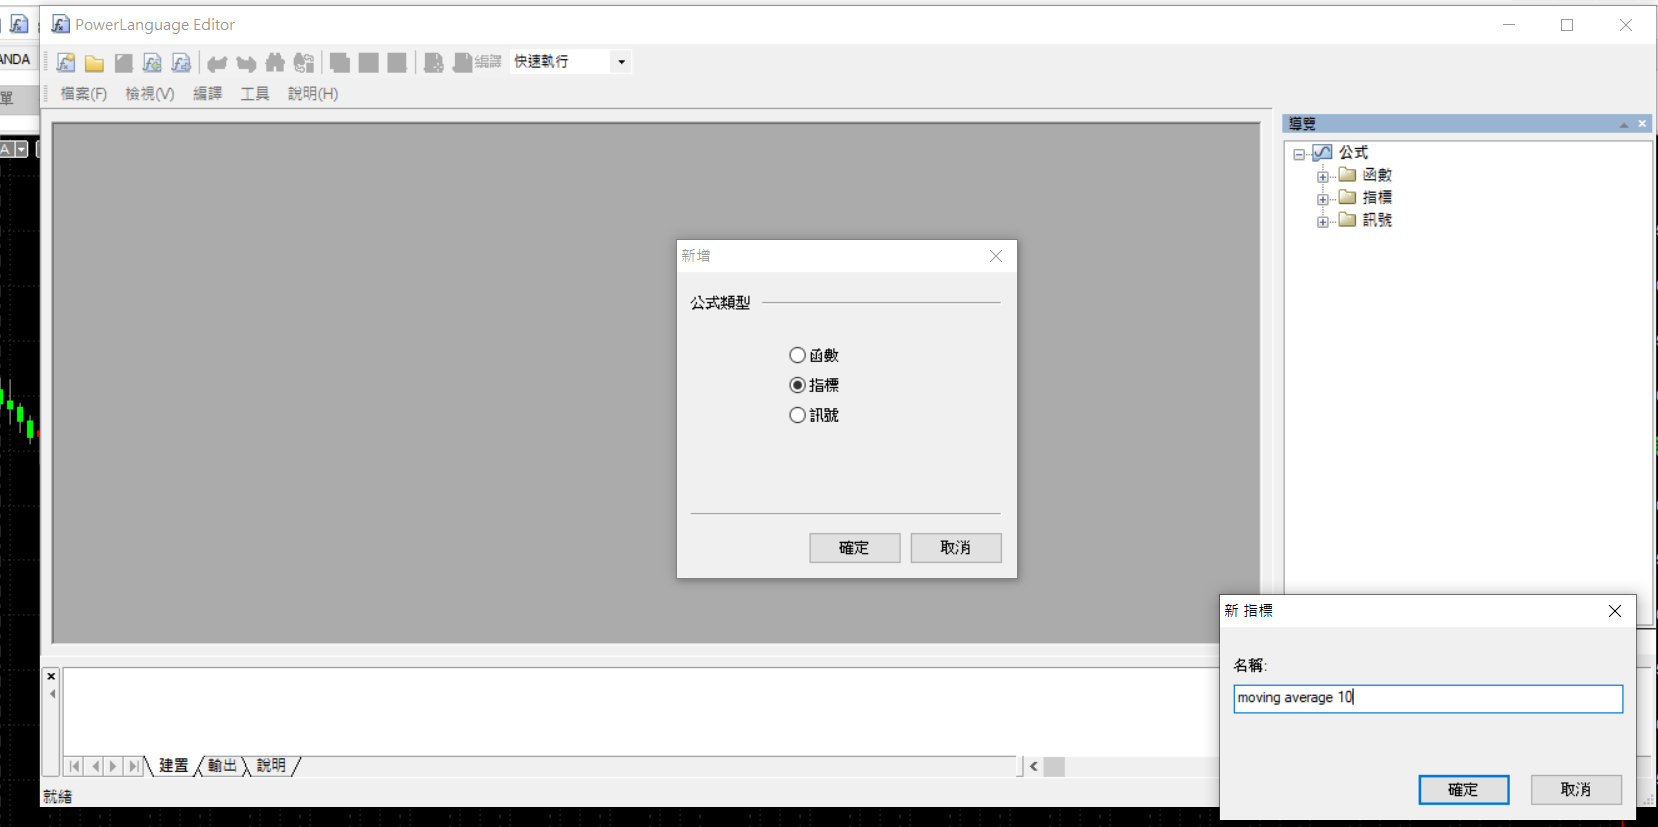 PowerLanguage Editor
ANDA
編譯
快速執行
檔案(F)
檢視(V)
編譯
工具
說明(H)
單
A
導覽
公式
函數
指標
訊號
新增
公式類型
函數
指標
訊號
確定
取消
新 指標
名稱:
moving average 10
確定
取消
建置
輸出
說明
就緒